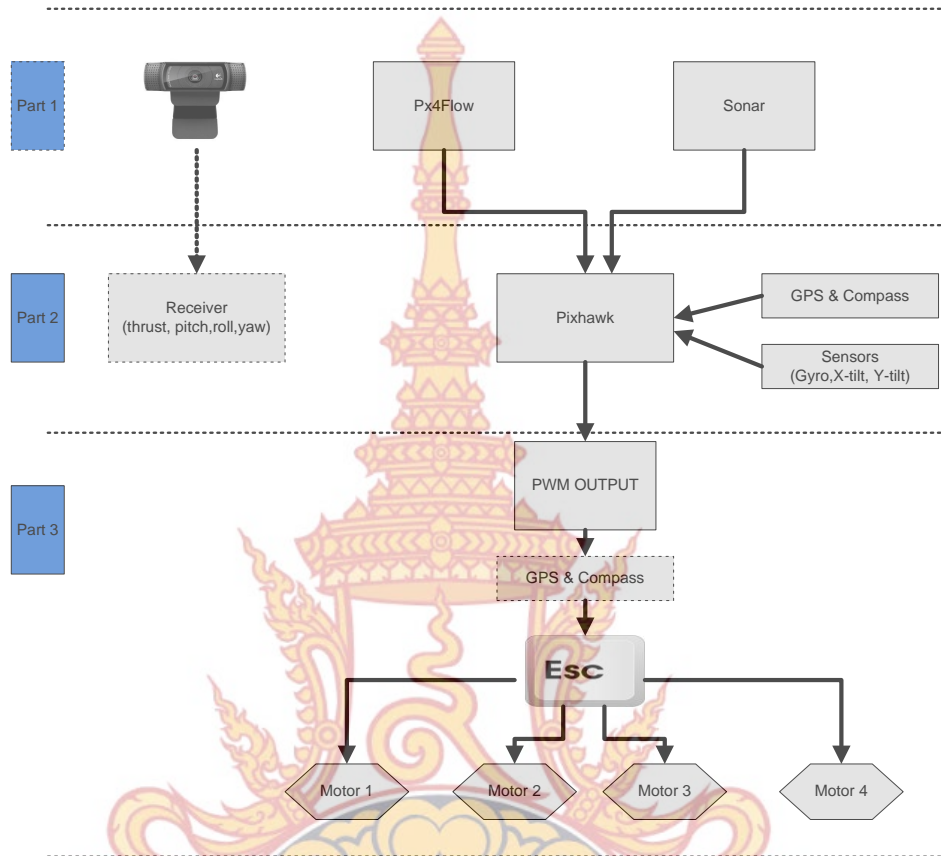 Part 1
Px4Flow
Sonar
Part 2
Receiver
(thrust, pitch,roll,yaw)
Pixhawk
GPS & Compass
Sensors
(Gyro,X-tilt, Y-tilt)
Part 3
PWM OUTPUT
GPS & Compass
Esc
Motor 1
Motor 2
Motor 3
Motor 4